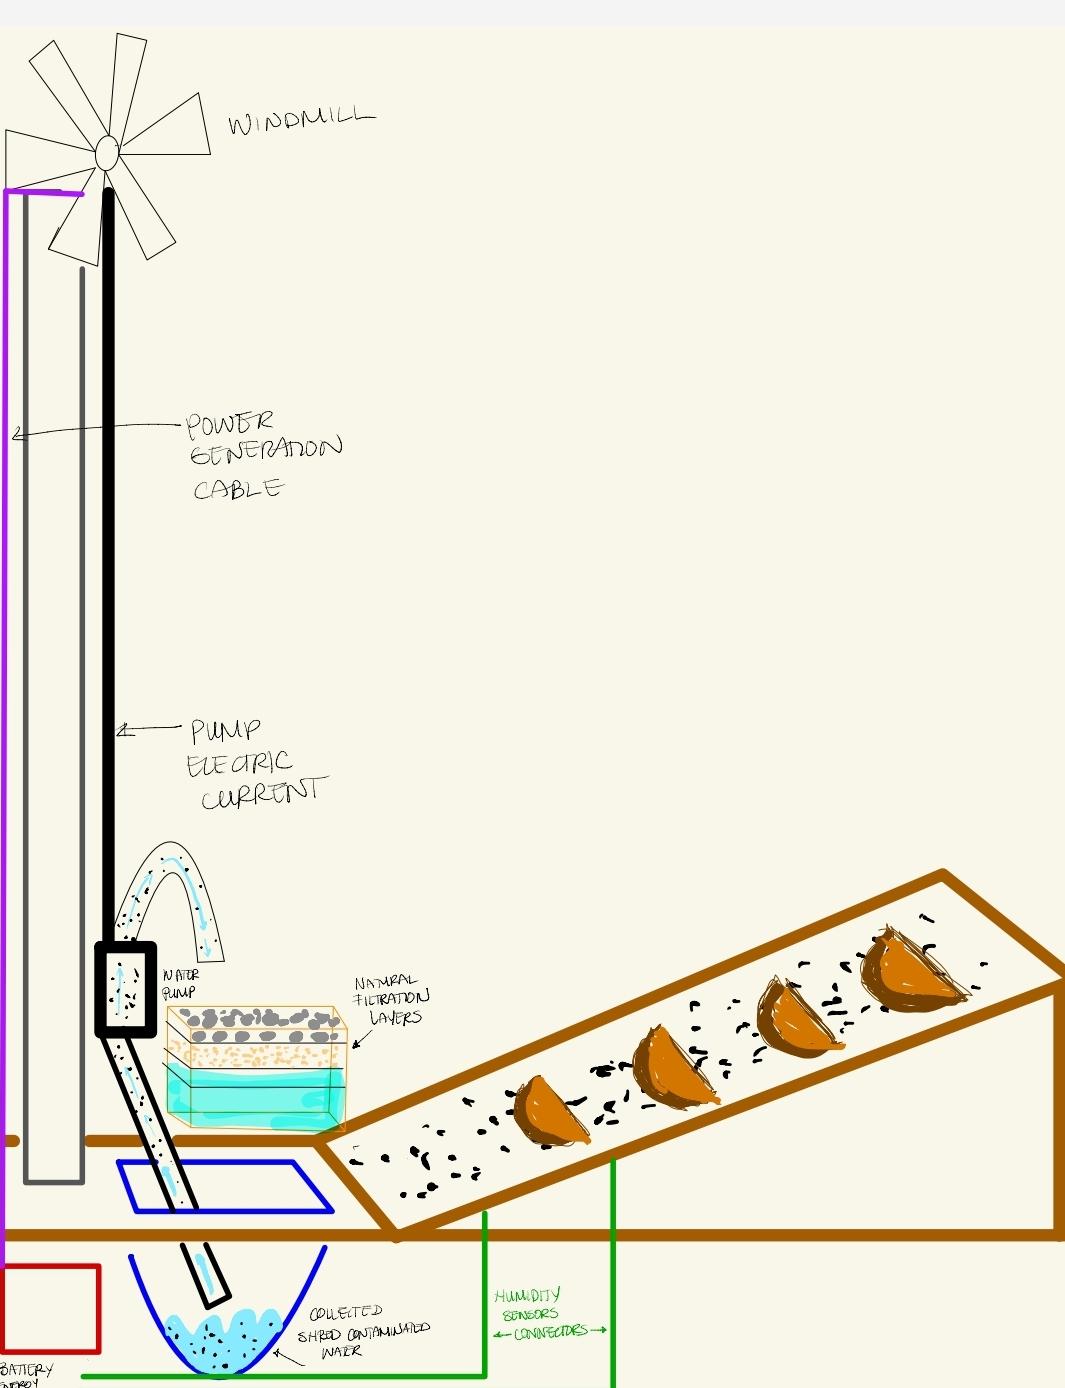 WINDMILL
POWER
GENERATION
CABLE
PUMP
ELECTRIC
CURRENT
WATER
PUMP
NATURAL
FILTRATION
LAYERS
HUMIDITY
SENSORS
CONNECTORS
COLLECTED
SHRED CONTAMINATED
WATER
BATTERY
ENERGY